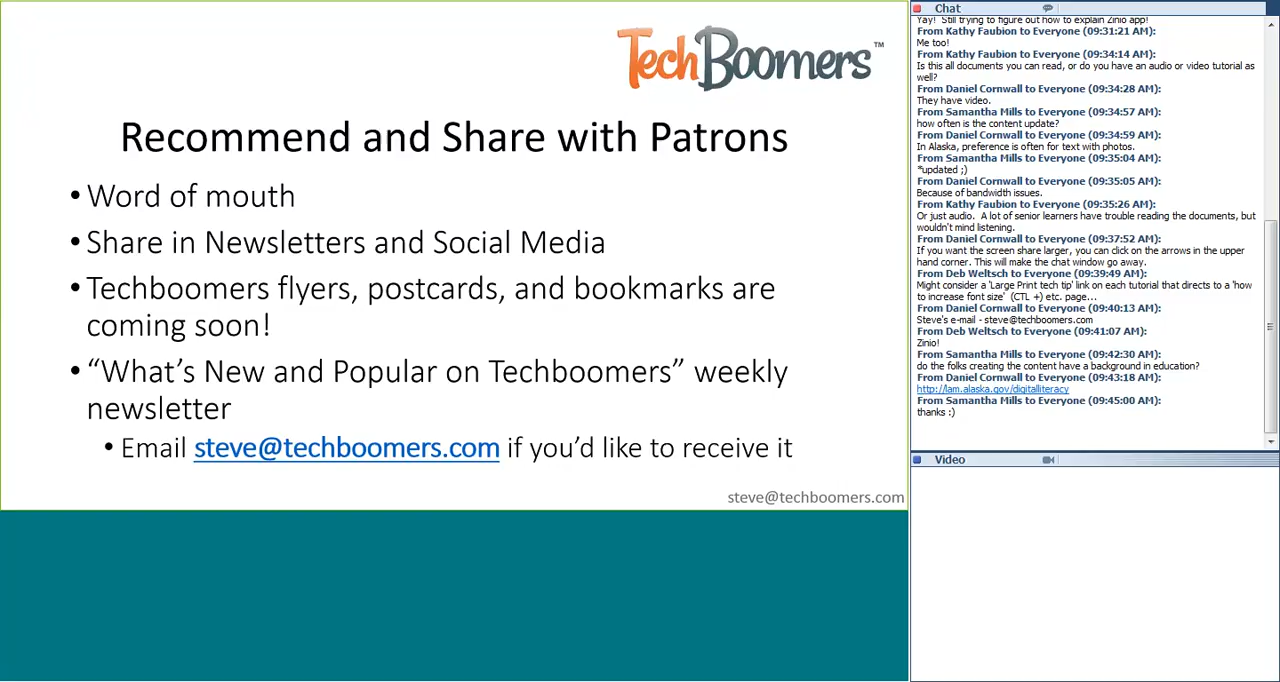 TechBoomers™
Recommend and Share with Patrons
• Word of mouth
• Share in Newsletters and Social Media
• Techboomers flyers, postcards, and bookmarks are
coming soon!
• “What’s New and Popular on Techboomers” weekly
newsletter
• Email steve@techboomers.com if you’d like to receive it
steve@techboomers.com
Chat
Yay! Still trying to figure out how to explain Zinio app!
From Kathy Faubion to Everyone (09:31:21 AM):
Me too!
From Kathy Faubion to Everyone (09:34:14 AM):
Is this all documents you can read, or do you have an audio or video tutorial as
well?
From Daniel Cornwall to Everyone (09:34:28 AM):
They have video.
From Samantha Mills to Everyone (09:34:57 AM):
how often is the content update?
From Daniel Cornwall to Everyone (09:34:59 AM):
In Alaska, preference is often for text with photos.
From Samantha Mills to Everyone (09:35:04 AM):
*updated ;)
From Daniel Cornwall to Everyone (09:35:05 AM):
Because of bandwidth issues.
From Kathy Faubion to Everyone (09:35:26 AM):
Or just audio. A lot of senior learners have trouble reading the documents, but
wouldn't mind listening.
From Daniel Cornwall to Everyone (09:37:52 AM):
If you want the screen share larger, you can click on the arrows in the upper
hand corner. This will make the chat window go away.
From Deb Weltsch to Everyone (09:39:49 AM):
Might consider a 'Large Print tech tip' link on each tutorial that directs to a 'how
to increase font size' (CTL +) etc. page...
From Daniel Cornwall to Everyone (09:40:13 AM):
Steve's e-mail - steve@techboomers.com
From Deb Weltsch to Everyone (09:41:07 AM):
Zinio!
From Samantha Mills to Everyone (09:42:30 AM):
do the folks creating the content have a background in education?
From Daniel Cornwall to Everyone (09:43:18 AM):
http://lam.alaska.gov/digitalliteracy
From Samantha Mills to Everyone (09:45:00 AM):
thanks :)
Video